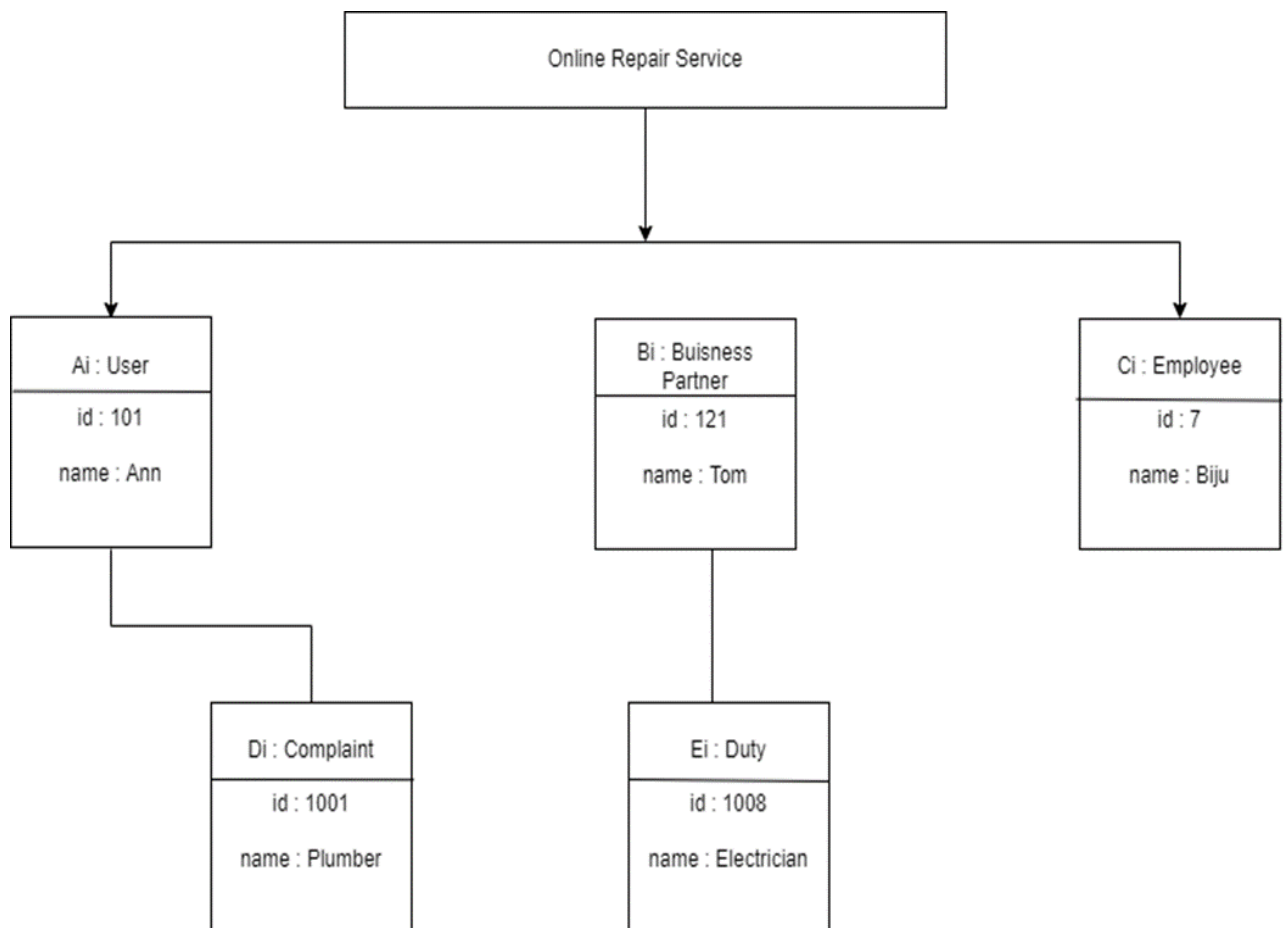 Online Repair Service
Ai : User
id : 101
name : Ann
Bi : Buisness
Partner
id : 121
name : Tom
Ci : Employee
id : 7
name : Biju
Di : Complaint
id : 1001
name : Plumber
Ei : Duty
id : 1008
name : Electrician